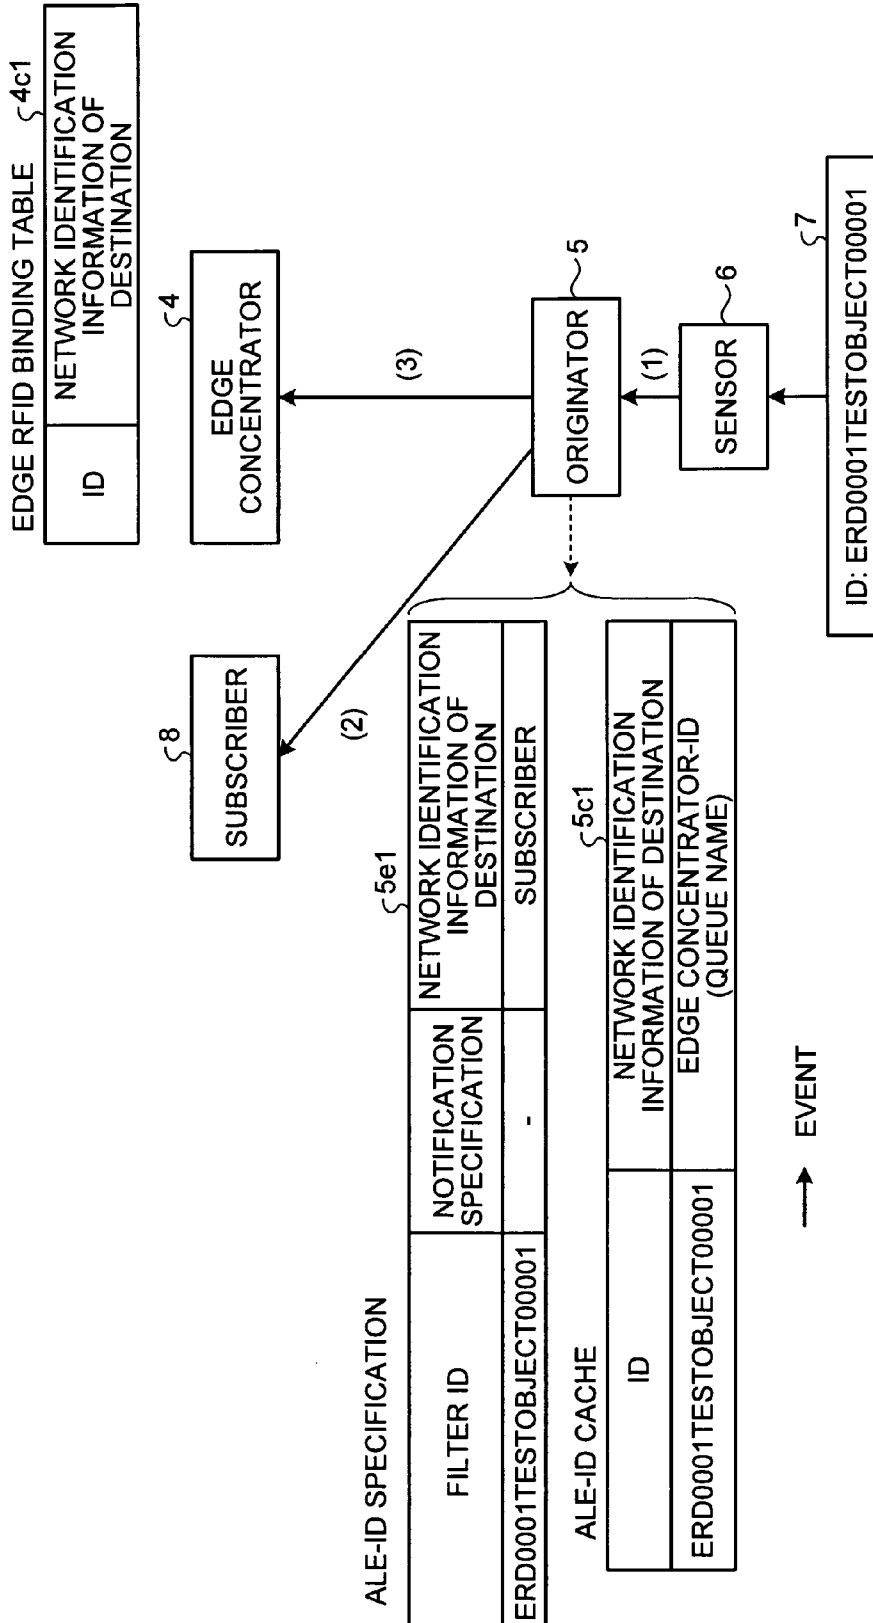 EDGE RFID BINDING TABLE
4c1
ID
NETWORK IDENTIFICATION
INFORMATION OF
DESTINATION
8
SUBSCRIBER
4
EDGE
CONCENTRATOR
(2)
(3)
ALE-ID SPECIFICATION
5e1
FILTER ID
NOTIFICATION
SPECIFICATION
NETWORK IDENTIFICATION
INFORMATION OF
DESTINATION
ERD0001TESTOBJECT00001
-
SUBSCRIBER
ORIGINATOR
5
(1)
ALE-ID CACHE
5c1
ID
NETWORK IDENTIFICATION
INFORMATION OF DESTINATION
ERD0001TESTOBJECT00001
EDGE CONCENTRATOR-ID
(QUEUE NAME)
SENSOR
6
EVENT
7
ID: ERD0001TESTOBJECT00001